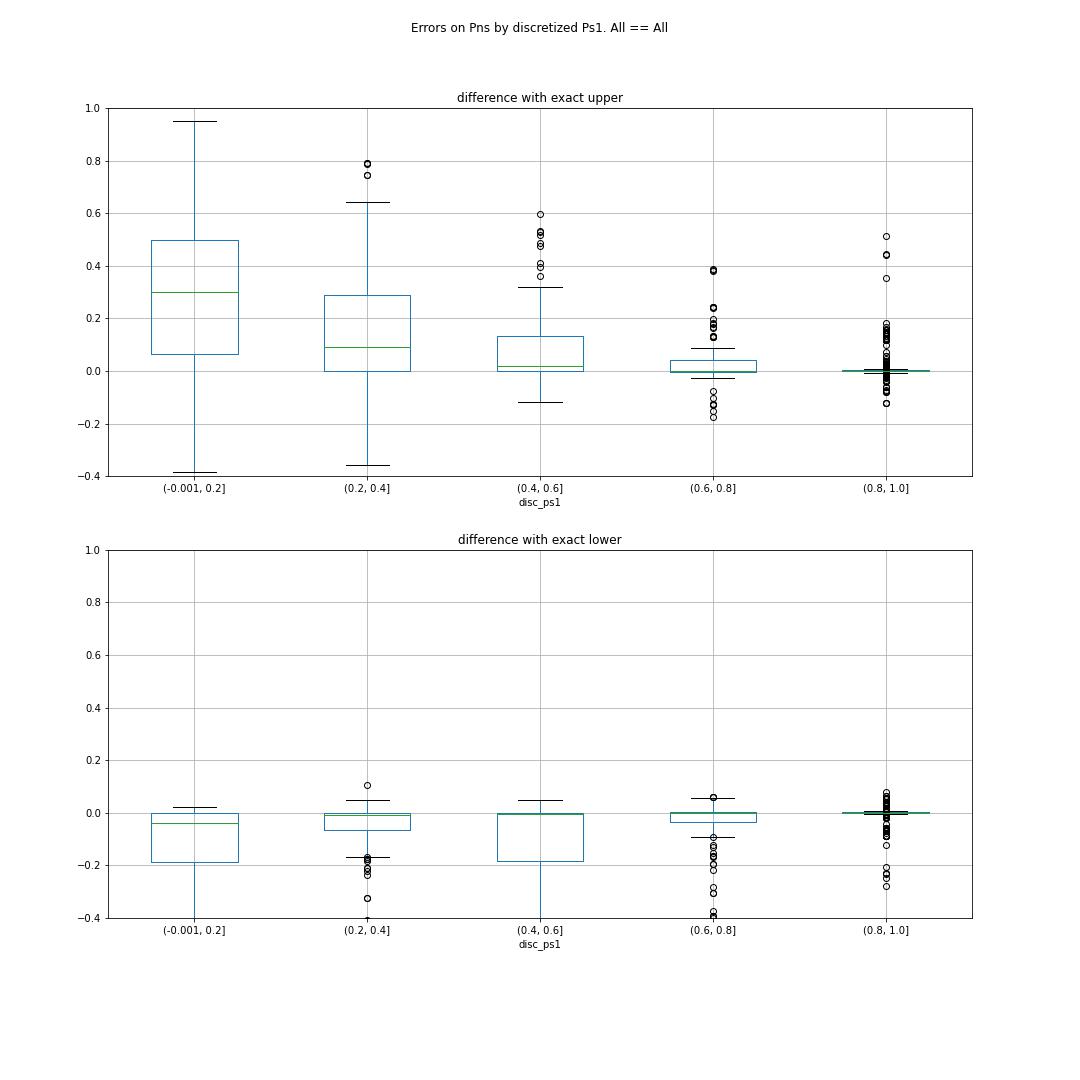 Errors on Pns by discretized Ps1. All == All
difference with exact upper
1.0
0.8
0.6
0.4
0.2
0.0
−0.2
−0.4
(-0.001, 0.2] (0.2, 0.4] (0.4, 0.6] (0.6, 0.8] (0.8, 1.0]
disc_ps1
difference with exact lower
1.0
0.8
0.6
0.4
0.2
0.0
−0.2
−0.4
(-0.001, 0.2] (0.2, 0.4] (0.4, 0.6] (0.6, 0.8] (0.8, 1.0]
disc_ps1